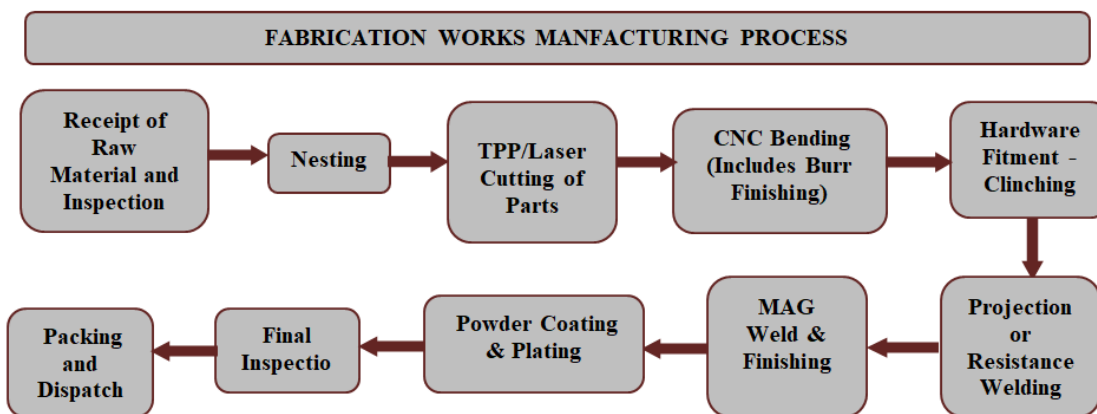 FABRICATION WORKS MANFACTURING PROCESS
Receipt of
Raw
Material and
Inspection
Nesting
TPP/Laser
Cutting of
Parts
CNC Bending
(Includes Burr
Finishing)
Hardware
Fitment -
Clinching
Projection
or
Resistance
Welding
MAG
Weld &
Finishing
Powder Coating
& Plating
Final
Inspectio
Packing
and
Dispatch